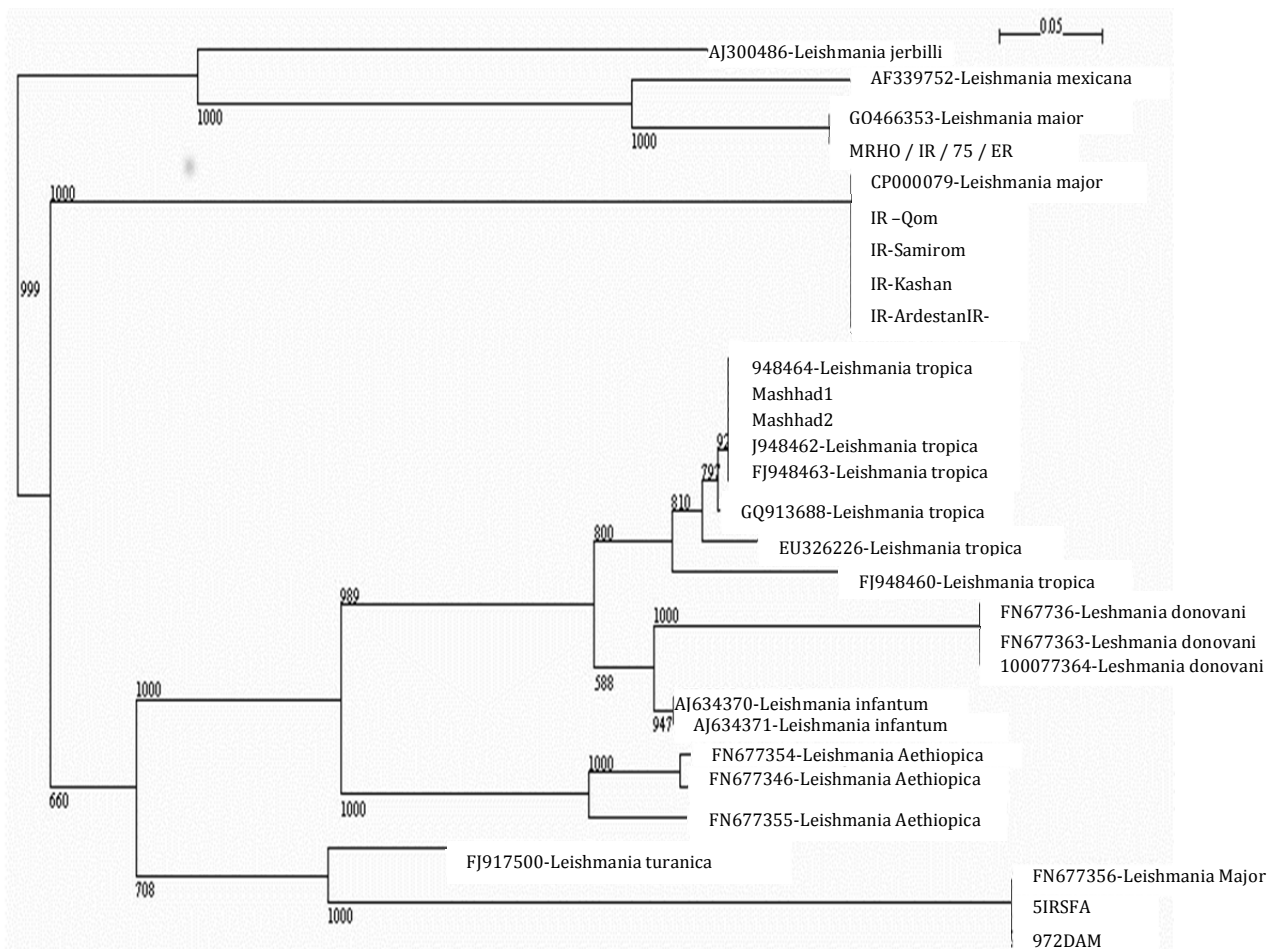 0.05
AJ300486-Leishmania jerbilli
AF339752-Leishmania mexicana
1000
GO466353-Leishmania maior
1000
MRHO / IR / 75 / ER
CP000079-Leishmania major
1000
IR –Qom
IR-Samirom
IR-Kashan
999
IR-ArdestanIR-
948464-Leishmania tropica
Mashhad1
Mashhad2
92
J948462-Leishmania tropica
797
FJ948463-Leishmania tropica
810
GQ913688-Leishmania tropica
800
EU326226-Leishmania tropica
FJ948460-Leishmania tropica
989
1000
FN67736-Leshmania donovani
FN677363-Leshmania donovani
100077364-Leshmania donovani
588
1000
AJ634370-Leishmania infantum
947
AJ634371-Leishmania infantum
FN677354-Leishmania Aethiopica
1000
FN677346-Leishmania Aethiopica
660
1000
FN677355-Leishmania Aethiopica
FJ917500-Leishmania turanica
708
FN677356-Leishmania Major
1000
5IRSFA
972DAM